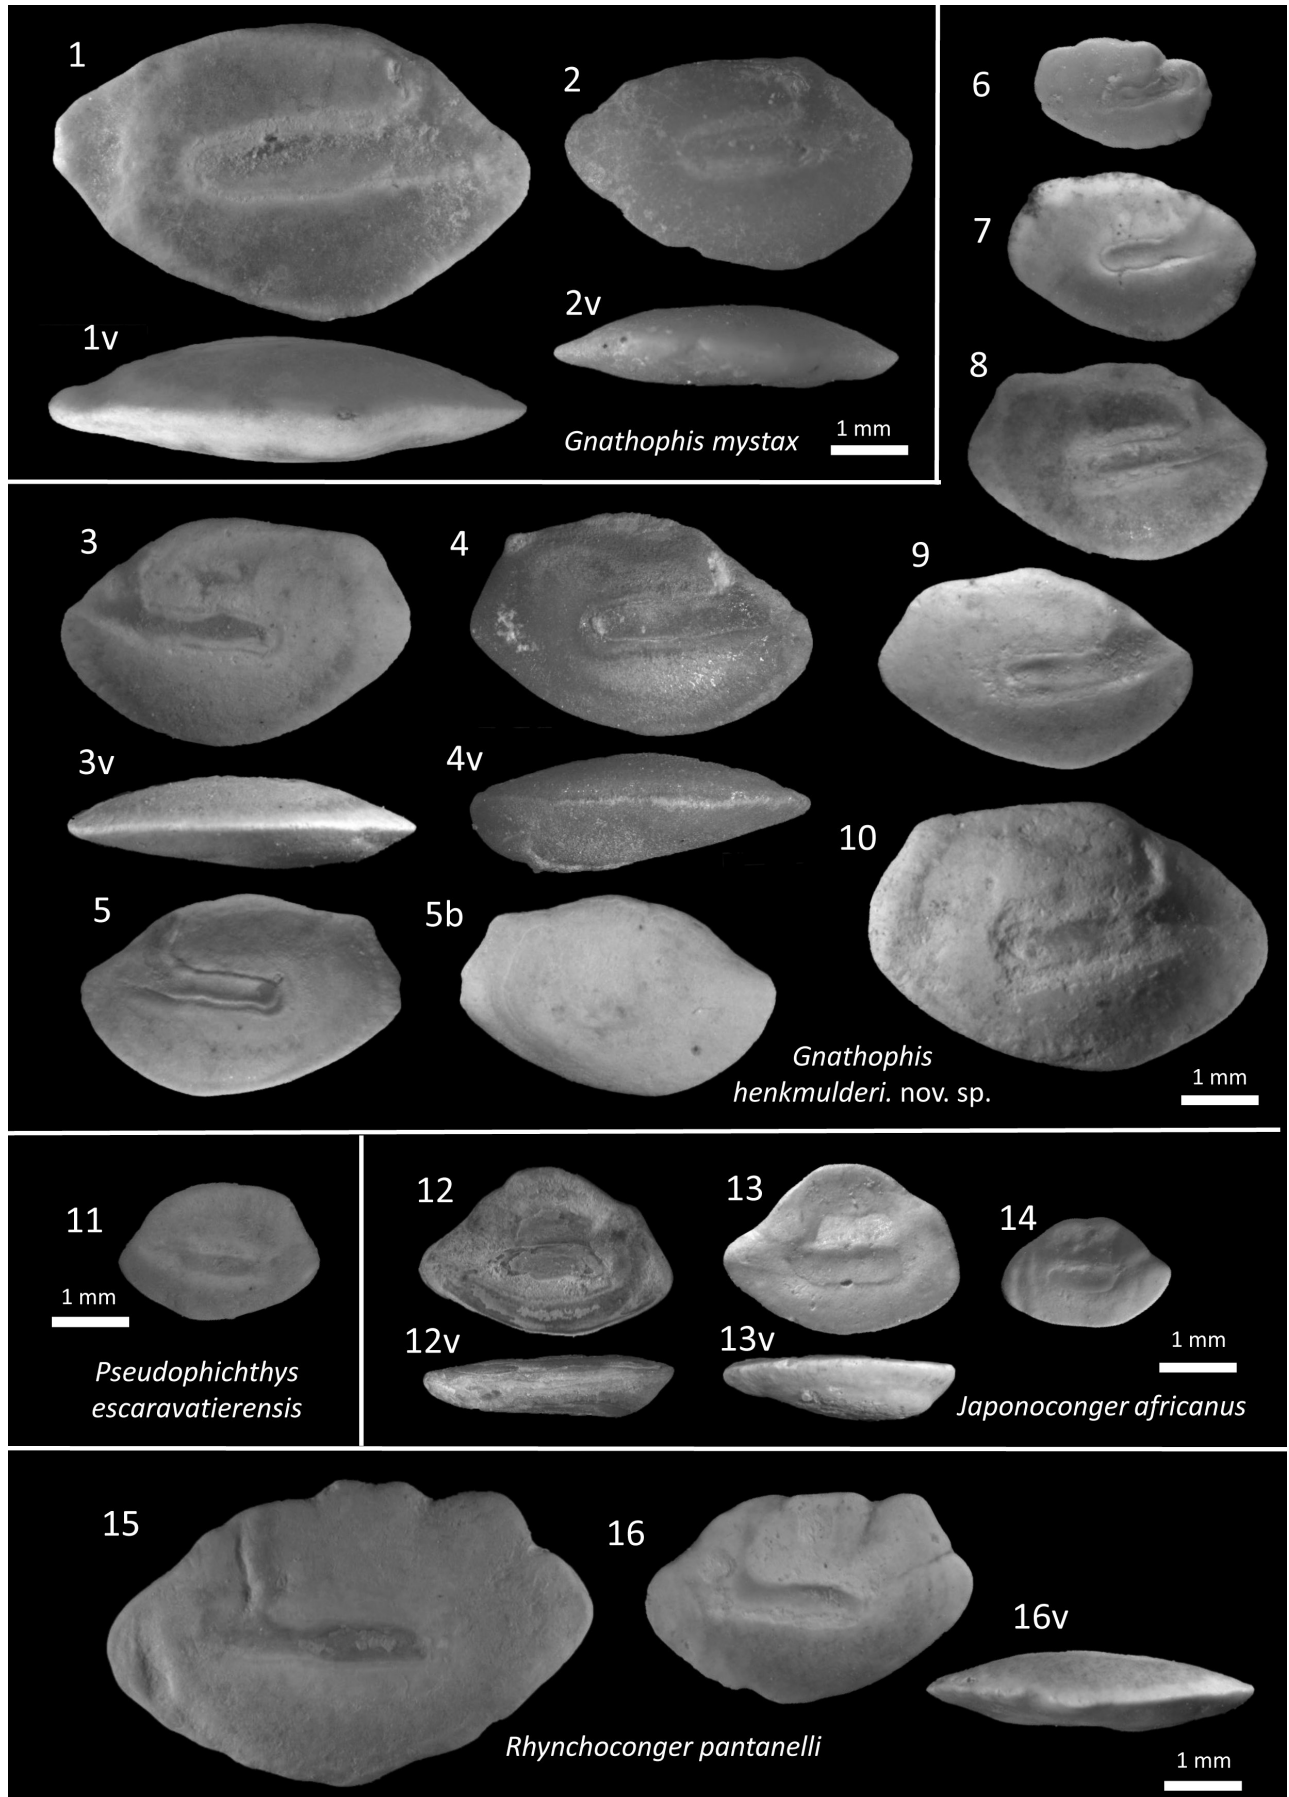 1
2
1v
2v
Gnathophis mystax
1 mm
6
7
8
3
4
9
3v
4v
10
5
5b
Gnathophis
henkmulderi. nov. sp.
1 mm
11
1 mm
Pseudophichthys
escaravatierensis
12
13
14
12v
13v
1 mm
Japonoconger africanus
15
16
16v
Rhynchoconger pantanelli
1 mm